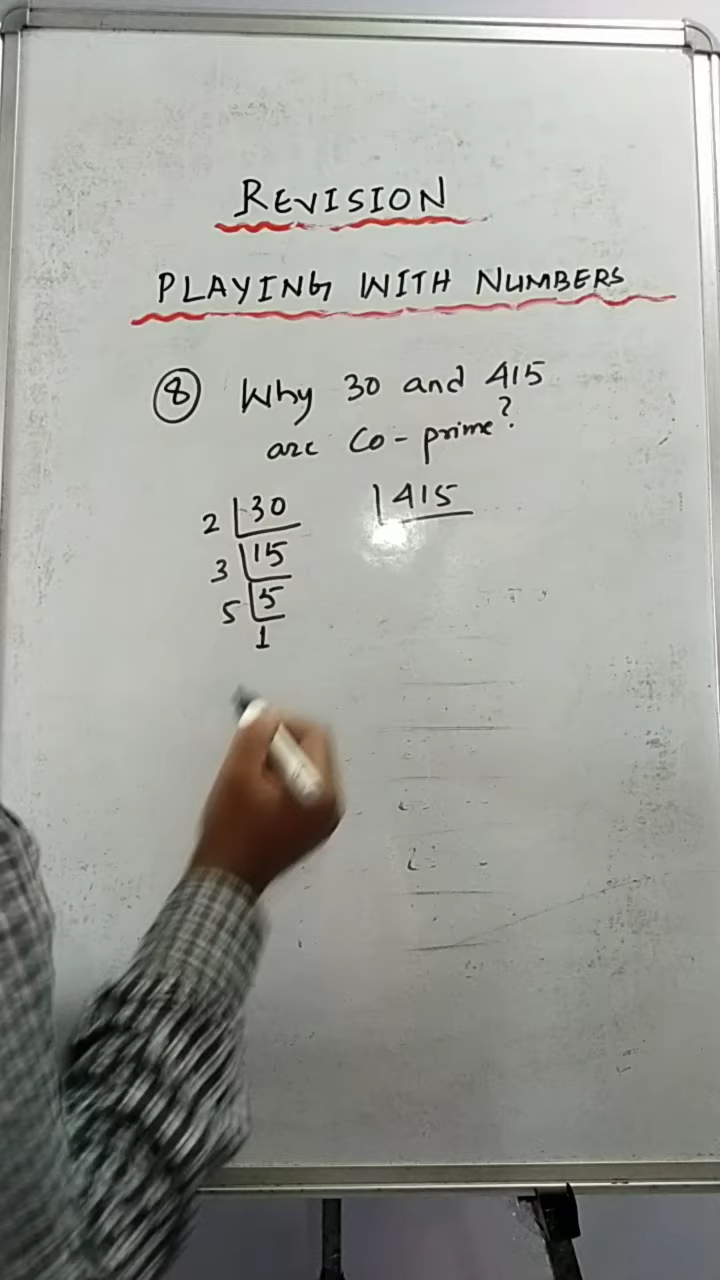 REVISION
PLAYING WITH NUMBERS
8 Why 30 and 415
are Co-prime?
2 30 415
3 15
5 5
1